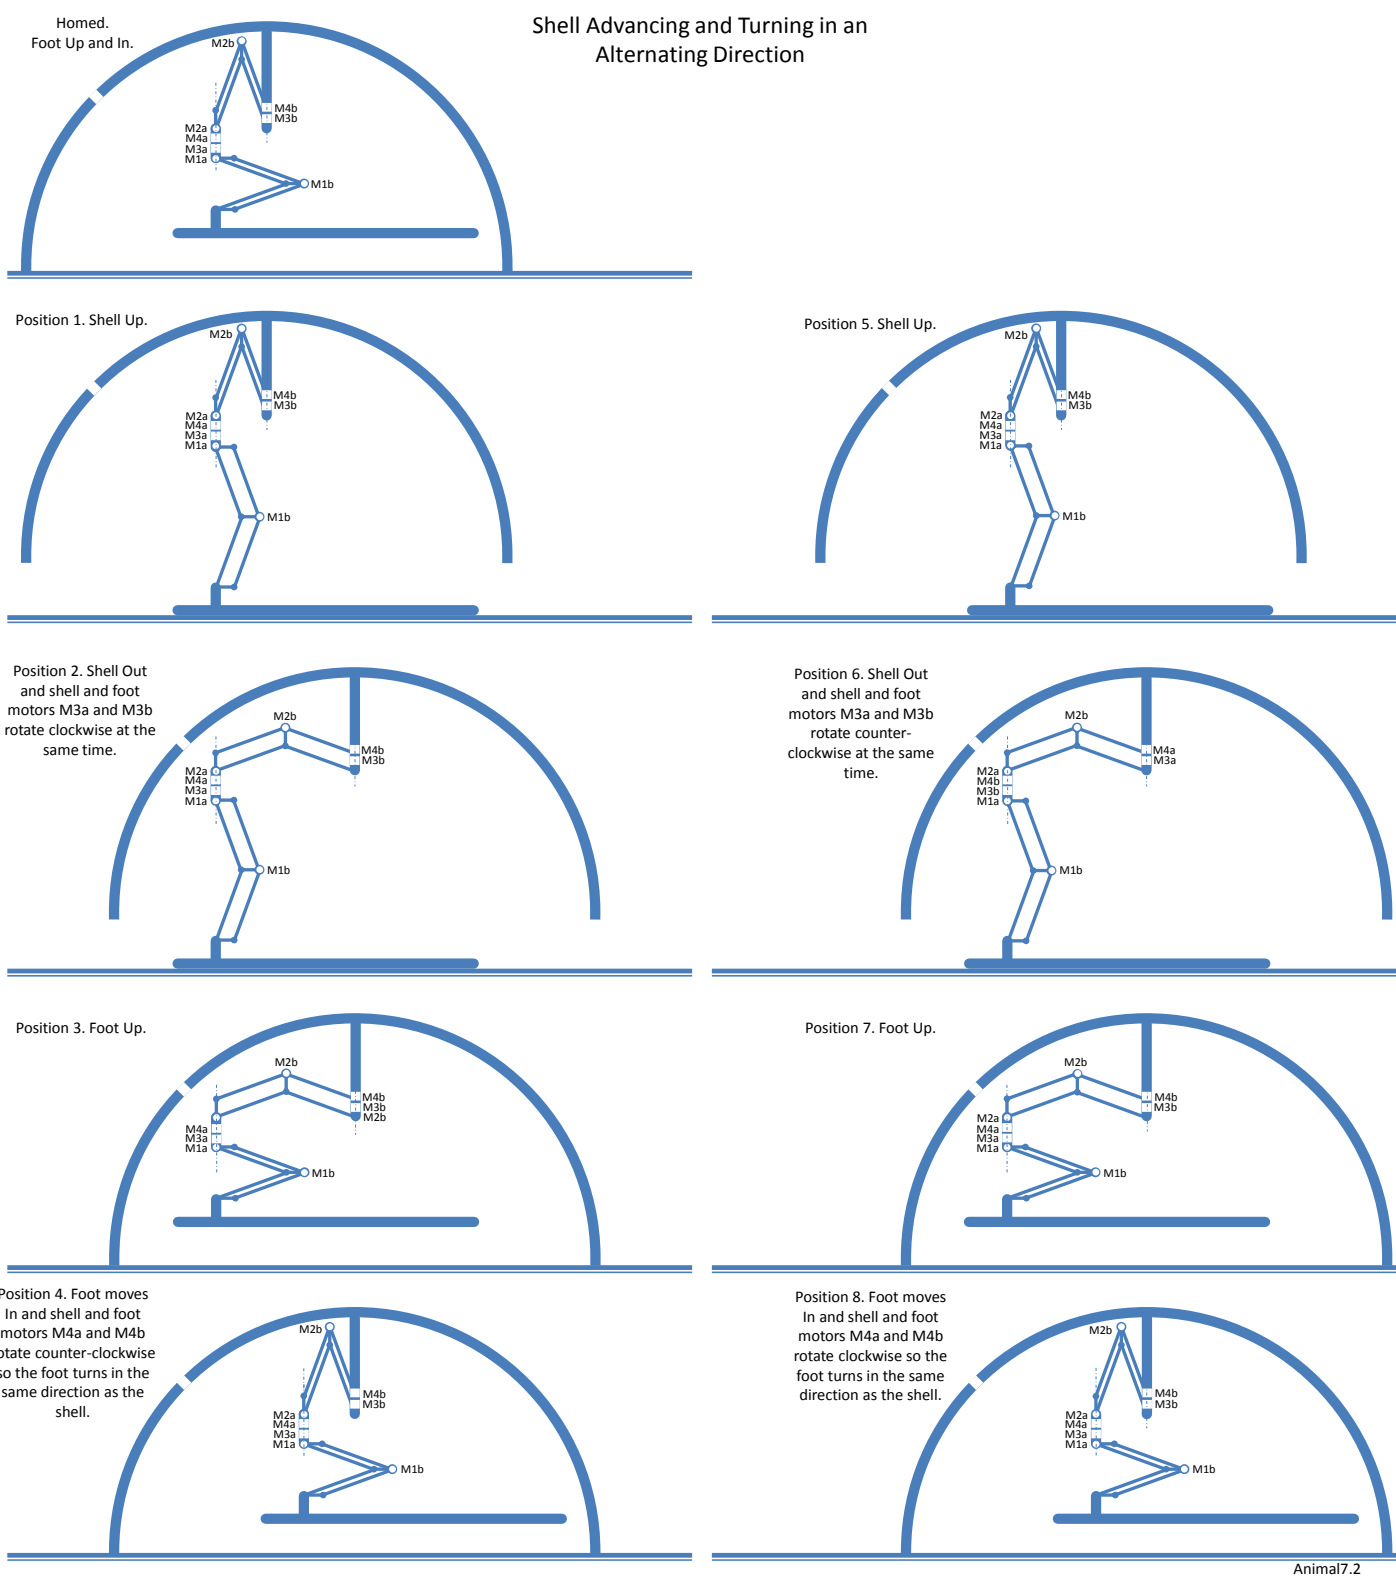 Homed.
Foot Up and In.
Shell Advancing and Turning in an
Alternating Direction
M2b
M4b
M3b
M2a
M4a
M3a
M1a
M1b
Position 1. Shell Up.
M2b
M4b
M3b
M2a
M4a
M3a
M1a
M1b
Position 5. Shell Up.
M2b
M4b
M3b
M2a
M4a
M3a
M1a
M1b
Position 2. Shell Out
and shell and foot
motors M3a and M3b
rotate clockwise at the
same time.
M2b
M4b
M3b
M2a
M4a
M3a
M1a
M1b
Position 6. Shell Out
and shell and foot
motors M3a and M3b
rotate counter-
clockwise at the same
time.
M2b
M4a
M3a
M2a
M4b
M3b
M1a
M1b
Position 3. Foot Up.
M2b
M4b
M3b
M2b
M4a
M3a
M1a
M1b
Position 7. Foot Up.
M2b
M4b
M3b
M2a
M4a
M3a
M1a
M1b
Position 4. Foot moves
In and shell and foot
motors M4a and M4b
otate counter-clockwise
so the foot turns in the
same direction as the
shell.
M2b
M4b
M3b
M2a
M4a
M3a
M1a
M1b
Position 8. Foot moves
In and shell and foot
motors M4a and M4b
rotate clockwise so the
foot turns in the same
direction as the shell.
M2b
M4b
M3b
M2a
M4a
M3a
M1a
M1b
Animal7.2